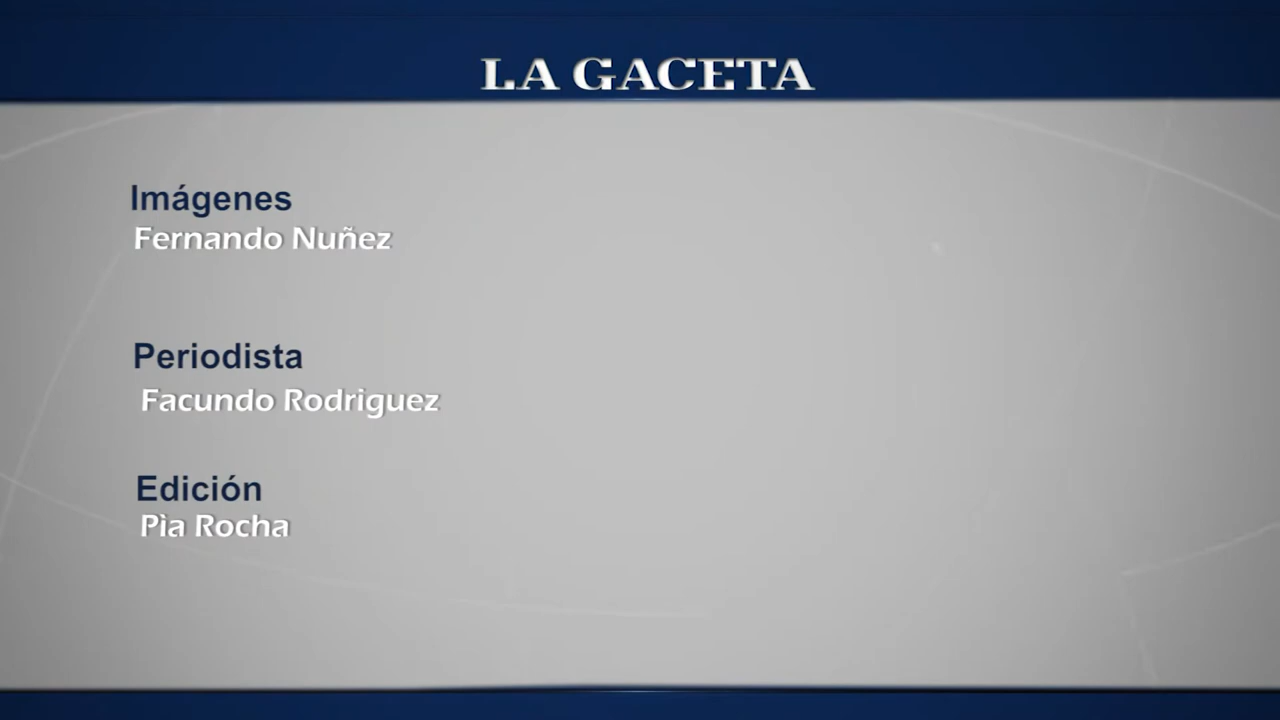 LA GACETA
Imágenes
Fernando Nuñez
Periodista
Facundo Rodriguez
Edición
Pìa Rocha